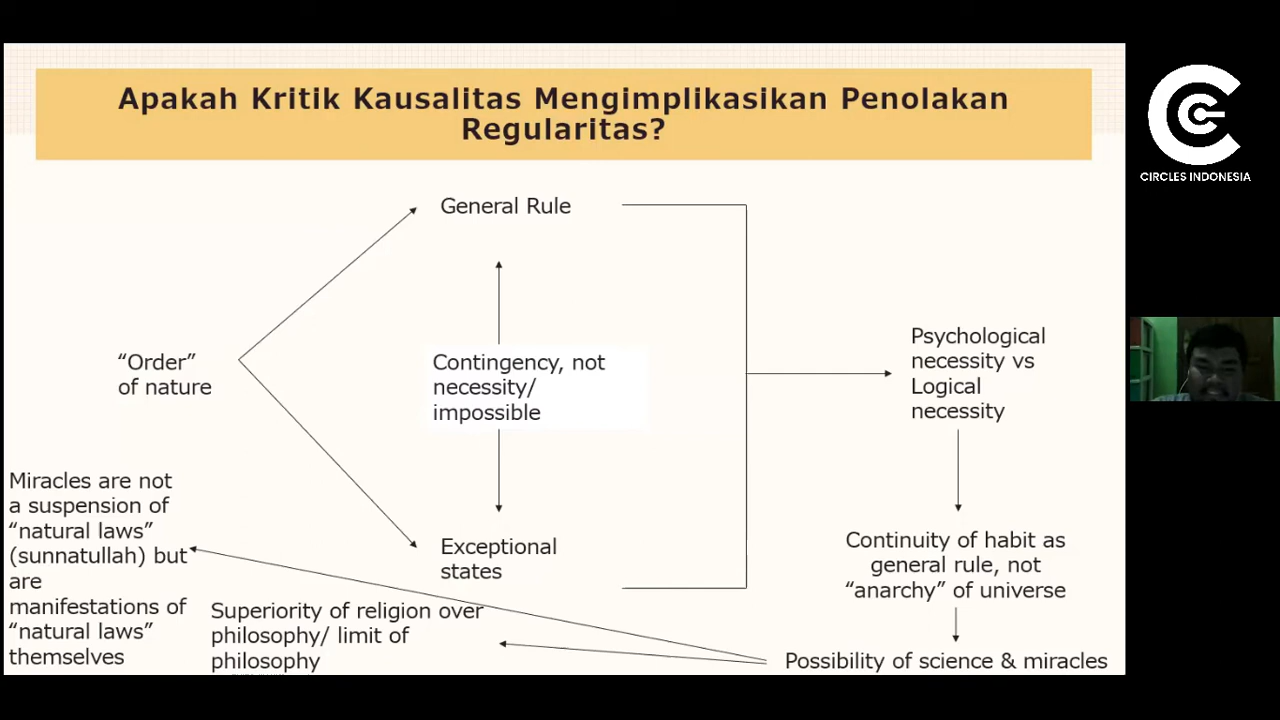 Apakah Kritik Kausalitas Mengimplikasikan Penolakan
Regularitas?
CIRCLES INDONESIA
General Rule
“Order”
of nature
Contingency, not
necessity/
impossible
Psychological
necessity vs
Logical
necessity
Exceptional
states
Continuity of habit as
general rule, not
“anarchy” of universe
Possibility of science & miracles
Superiority of religion over
philosophy/ limit of
philosophy
Miracles are not
a suspension of
“natural laws”
(sunnatullah) but
are
manifestations of
“natural laws”
themselves